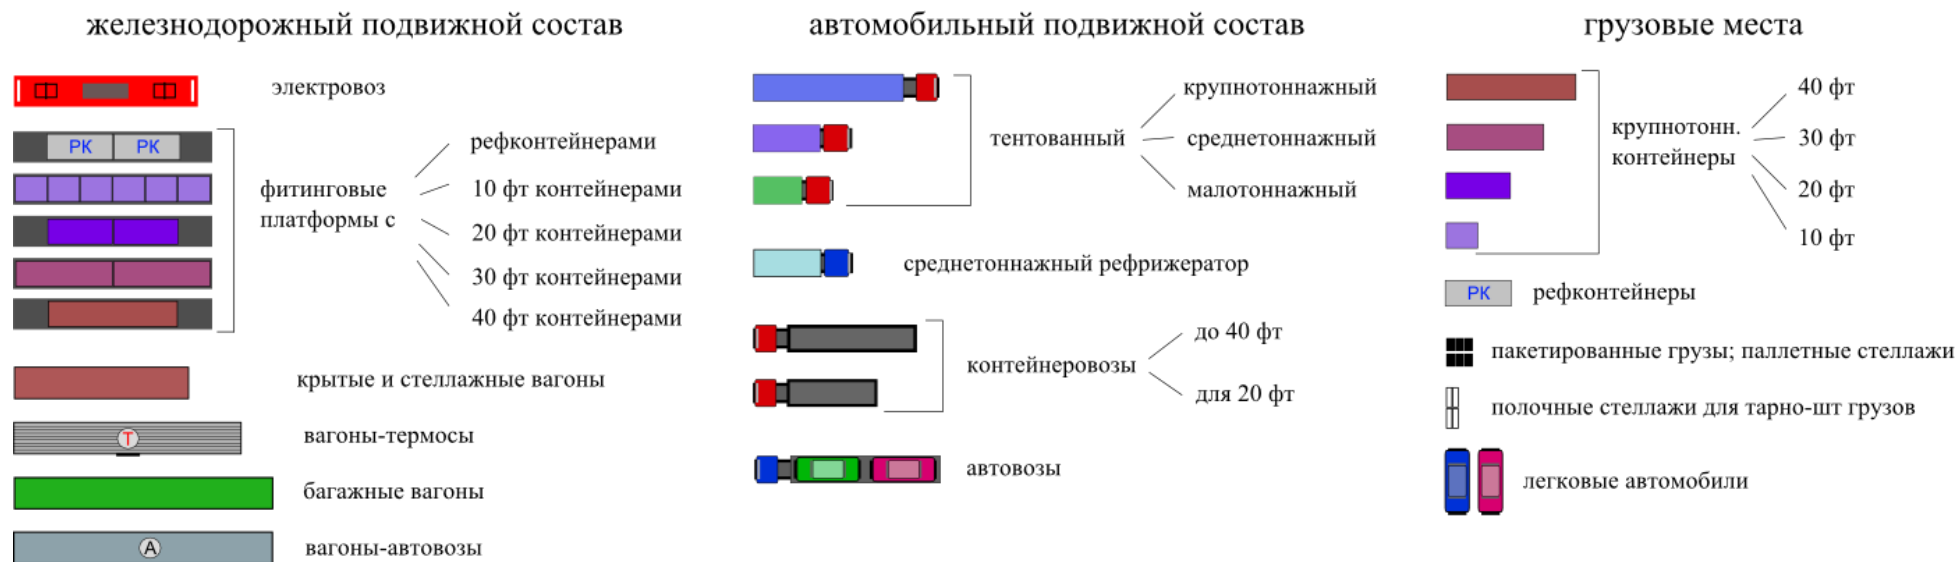 железнодорожный подвижной состав
электровоз
РК РК
фитинговые
платформы с
рефконтейнерами
10 фт контейнерами
20 фт контейнерами
30 фт контейнерами
40 фт контейнерами
крытые и стеллажные вагоны
Т
вагоны-термосы
багажные вагоны
А
вагоны-автовозы
автомобильный подвижной состав
тентованный
крупнотоннажный
среднетоннажный
малотоннажный
среднетоннажный рефрижератор
контейнеровозы
до 40 фт
для 20 фт
автовозы
грузовые места
крупнотонн.
контейнеры
40 фт
30 фт
20 фт
10 фт
РК
рефконтейнеры
пакетированные грузы; паллетные стеллажи
полочные стеллажи для тарно-шт грузов
легковые автомобили